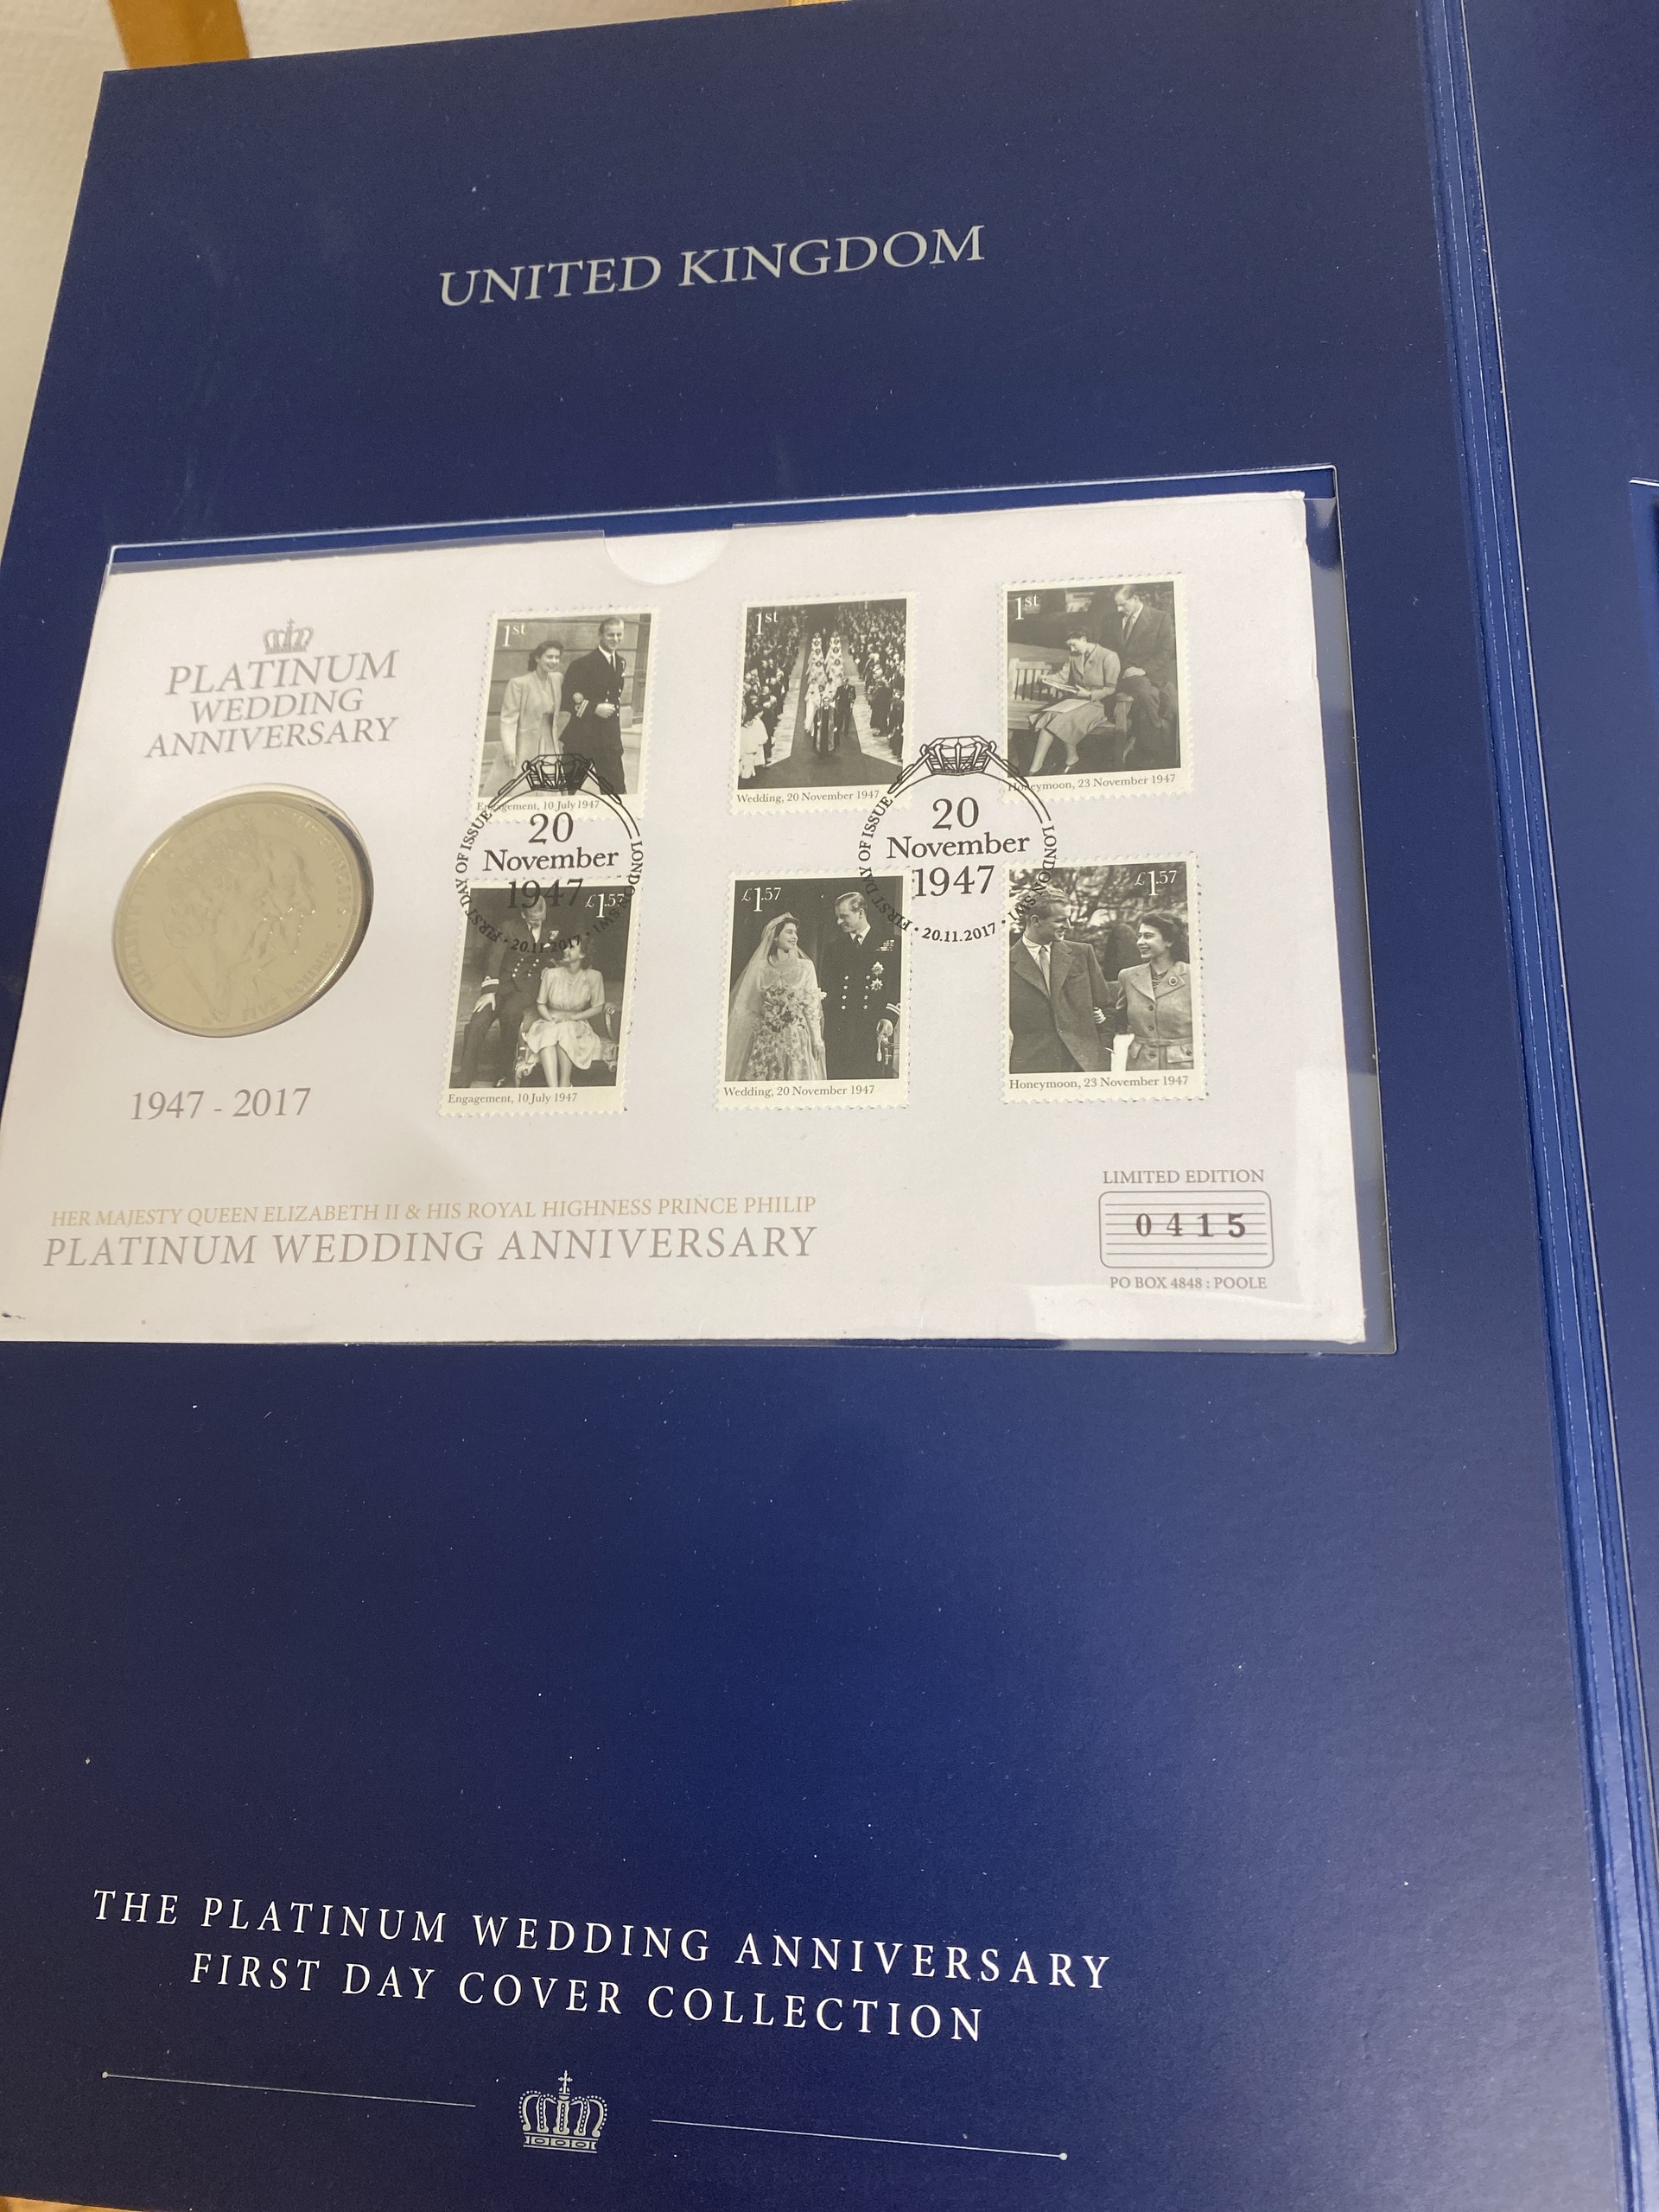 UNITED KINGDOM
PLATINUM
WEDDING
ANNIVERSARY
1947 - 2017
1st
Engagement, 10 July 1947
1st
Wedding, 20 November 1947
1st
Honeymoon, 23 November 1947
FIRST DAY OF ISSUE
20
November
1947
LONDON SW1
20.11.2017
FIRST DAY OF ISSUE
20
November
1947
LONDON SW1
20.11.2017
£1.57
Engagement, 10 July 1947
£1.57
Wedding, 20 November 1947
£1.57
Honeymoon, 23 November 1947
FIVE POUNDS
HER MAJESTY QUEEN ELIZABETH II & HIS ROYAL HIGHNESS PRINCE PHILIP
PLATINUM WEDDING ANNIVERSARY
LIMITED EDITION
0415
PO BOX 4848 : POOLE
THE PLATINUM WEDDING ANNIVERSARY
FIRST DAY COVER COLLECTION